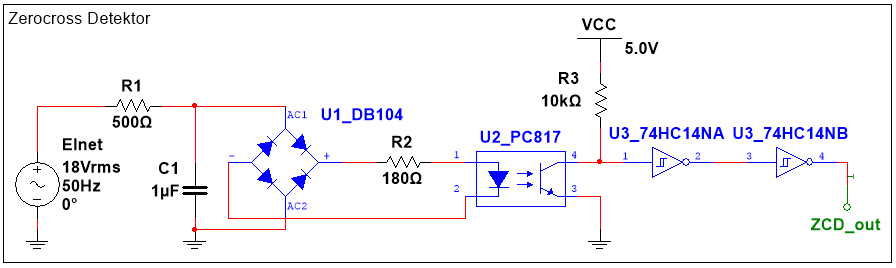 Zerocross Detektor
VCC
5.0V
R3
10kΩ
R1
500Ω
AC1
U1_DB104
R2
180Ω
U2_PC817
U3_74HC14NA
U3_74HC14NB
EInet
18Vrms
50Hz
0°
C1
1µF
-
+
AC2
1
2
4
3
1
2
3
4
ZCD_out